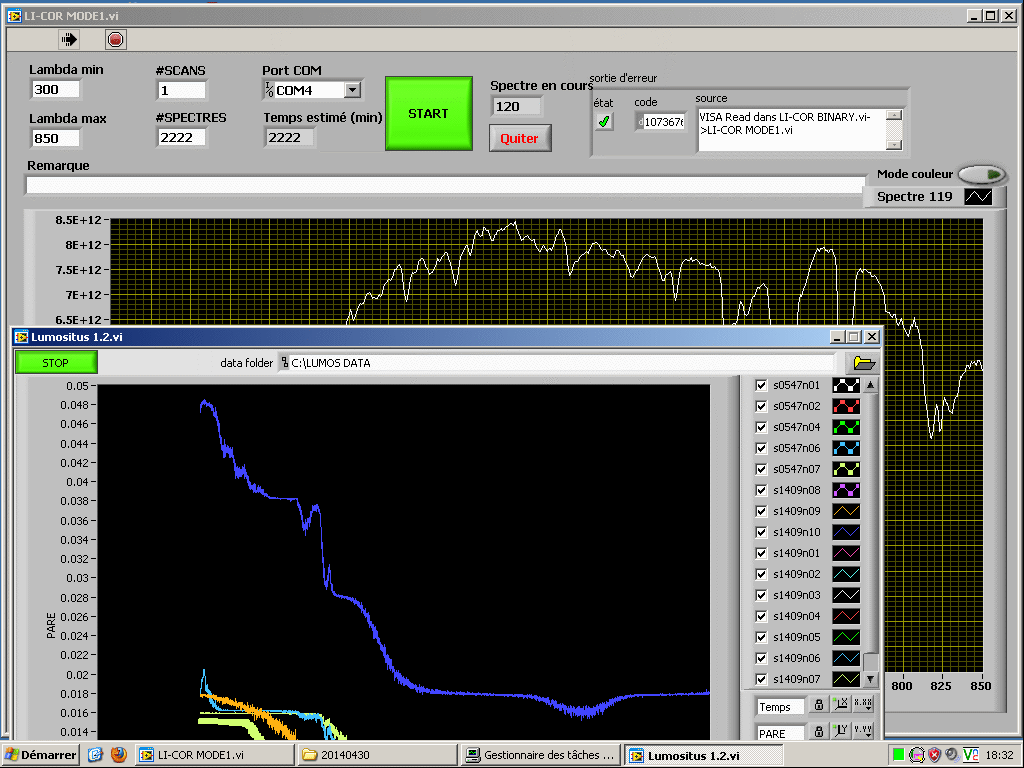 LI-COR MODE1.vi
Lambda min
#SCANS
Port COM
300
1
COM4
Lambda max
#SPECTRES
Temps estimé (min)
850
2222
2222
START
Spectre en cours
120
Quiter
sortie d'erreur
état
code
source
1073676
VISA Read dans LI-COR BINARY.vi-
>LI-COR MODE1.vi
Remarque
Mode couleur
Spectre 119
8.5E+12
8E+12
7.5E+12
7E+12
6.5E+12
800
825
850
Lumositus 1.2.vi
STOP
data folder
C:\LUMOS DATA
0.05
0.048
0.046
0.044
0.042
0.04
0.038
0.036
0.034
0.032
0.03
0.028
0.026
0.024
0.022
0.02
0.018
0.016
0.014
PARE
s0547n01
s0547n02
s0547n04
s0547n06
s0547n07
s1409n08
s1409n09
s1409n10
s1409n01
s1409n02
s1409n03
s1409n04
s1409n05
s1409n06
s1409n07
Temps
X.XX
PARE
Y.YY
Démarrer
LI-COR MODE1.vi
20140430
Gestionnaire des tâches ...
Lumositus 1.2.vi
18:32